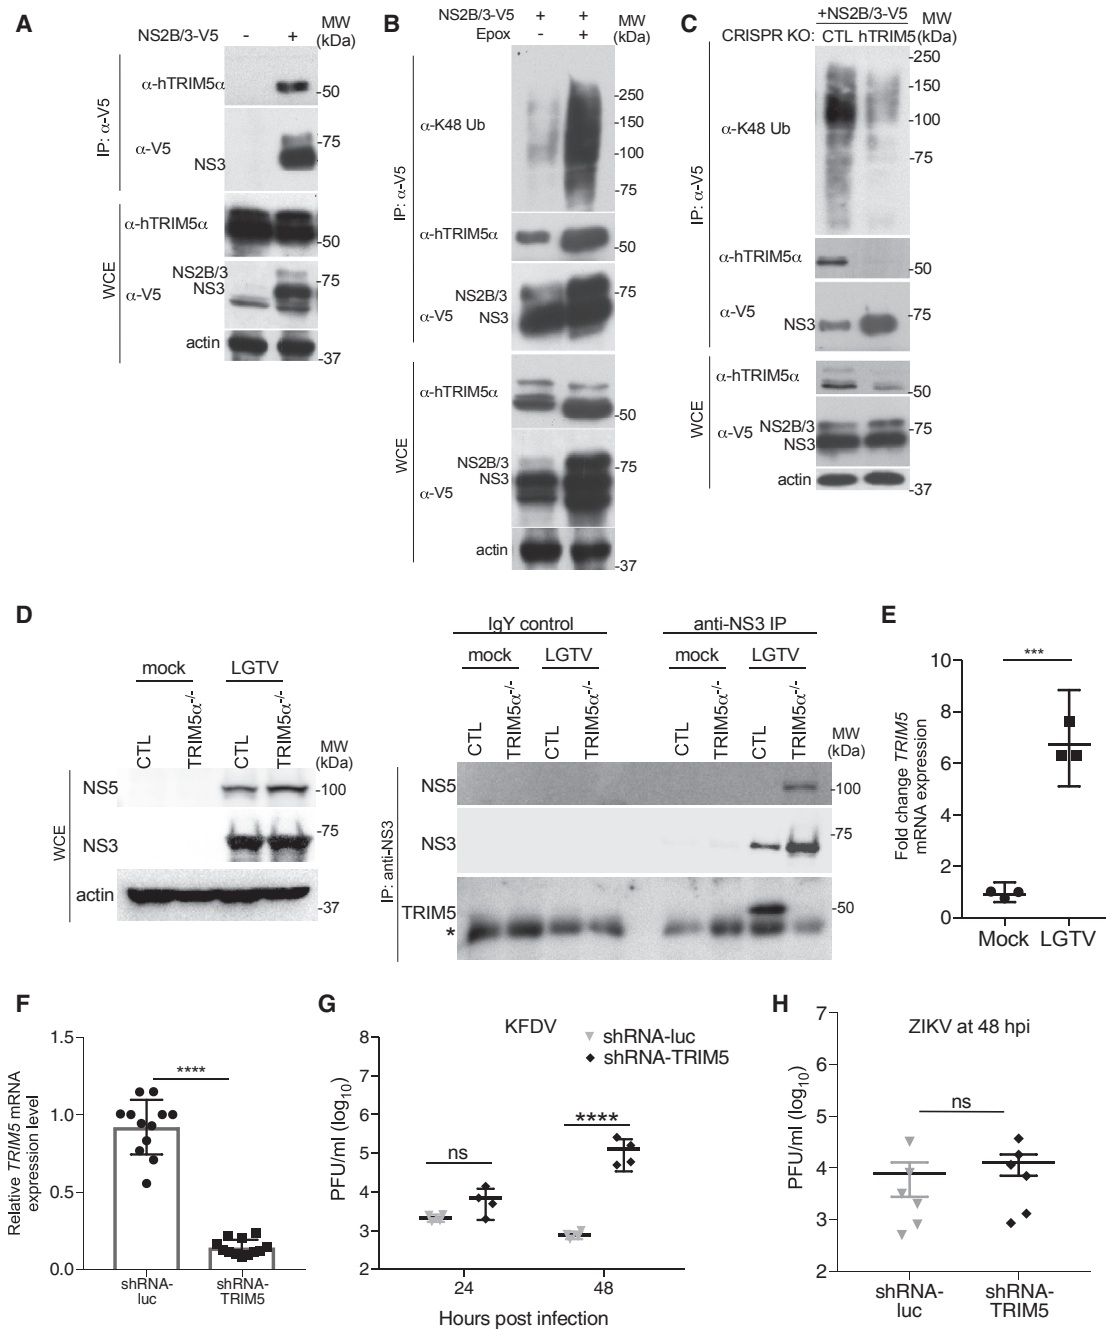 A
NS2B/3-V5 - +
MW
(kDa)
IP: α-V5
α-hTRIM5α
-50
α-V5
NS3
-75
WCE
α-hTRIM5α
-50
α-V5
NS2B/3
NS3
-75
actin
-37
B
NS2B/3-V5 + +
Epox - +
MW
(kDa)
IP: α-V5
α-K48 Ub
-250
-150
-100
-75
α-hTRIM5α
-50
NS2B/3
α-V5 NS3
-75
WCE
α-hTRIM5α
-50
NS2B/3
NS3
α-V5
-75
actin
-37
C
+NS2B/3-V5
CRISPR KO: CTL hTRIM5
MW
(kDa)
IP: α-V5
α-K48 Ub
-250
-150
-100
-75
α-hTRIM5α
-50
α-V5
NS3
-75
WCE
α-hTRIM5α
-50
α-V5 NS2B/3
NS3
-75
actin
-37
D
mock LGTV
CTL TRIM5α-/- CTL TRIM5α-/-
MW
(kDa)
WCE
NS5
-100
NS3
-75
actin
-37
IgY control anti-NS3 IP
mock LGTV mock LGTV
CTL TRIM5α-/- CTL TRIM5α-/- CTL TRIM5α-/- CTL TRIM5α-/-
MW
(kDa)
IP: anti-NS3
NS5
-100
NS3
-75
TRIM5
-50
*
E
Fold change TRIM5
mRNA expression
10
8
6
4
2
0
***
Mock LGTV
F
Relative TRIM5 mRNA
expression level
1.5
1.0
0.5
0.0
****
shRNA-
luc
shRNA-
TRIM5
G
KFDV
shRNA-luc
shRNA-TRIM5
PFU/ml (log10)
8
7
6
5
4
3
2
ns
****
24 48
Hours post infection
H
ZIKV at 48 hpi
PFU/ml (log10)
7
6
5
4
3
2
ns
shRNA-
luc
shRNA-
TRIM5